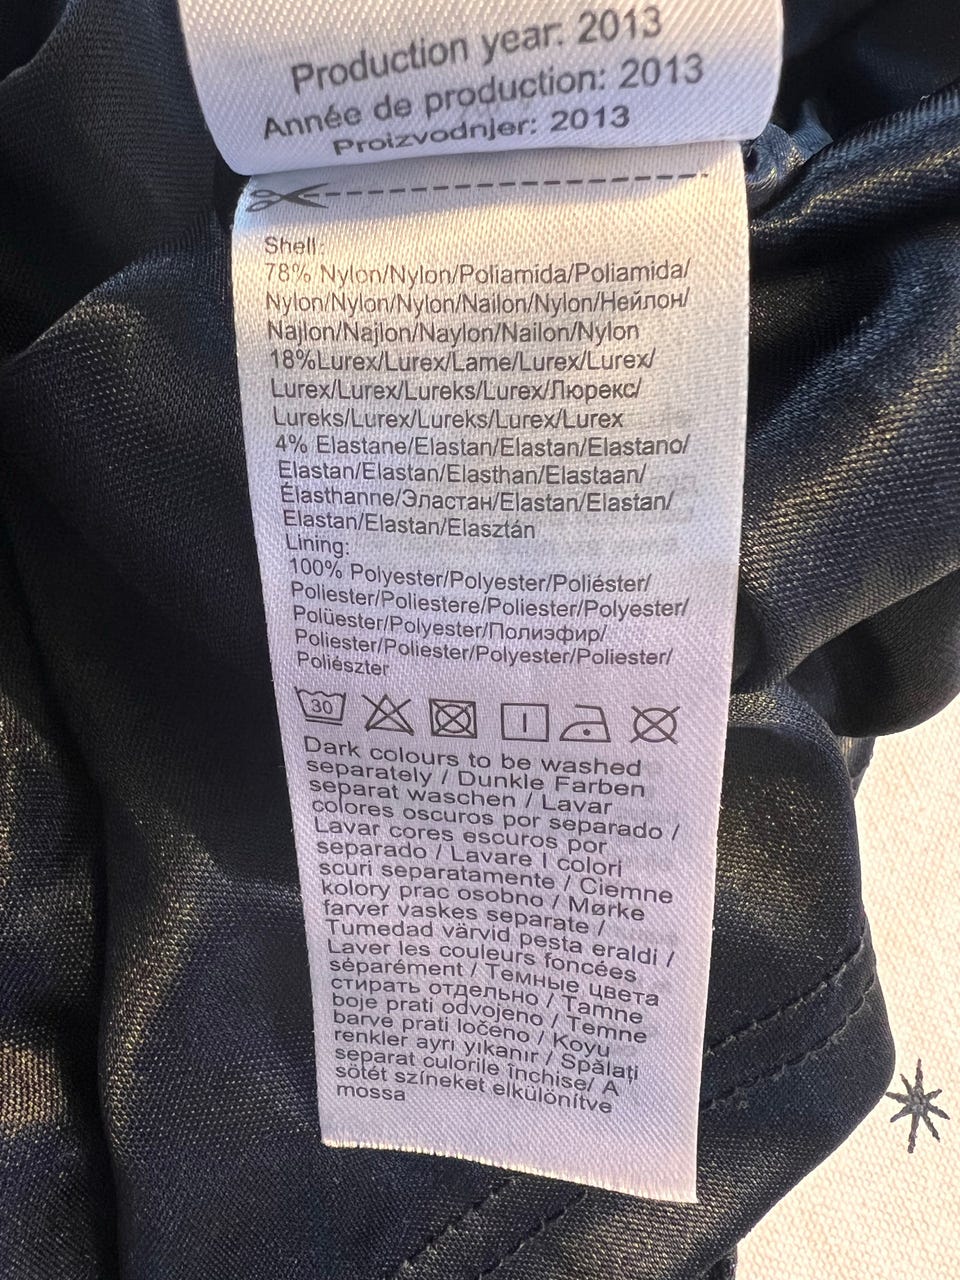 Production year: 2013
Année de production: 2013
Proizvodnjer: 2013
Shell:
78% Nylon/Nylon/Poliamida/Poliamida/
Nylon/Nylon/Nylon/Nailon/Nylon/Нейлон/
Najlon/Najlon/Naylon/Nailon/Nylon
18%Lurex/Lurex/Lame/Lurex/Lurex/
Lurex/Lurex/Lureks/Lurex/Люрекс/
Lureks/Lurex/Lureks/Lurex/Lurex
4% Elastane/Elastan/Elastan/Elastano/
Elastan/Elastan/Elasthan/Elastaan/
Élasthanne/Эластан/Elastan/Elastan/
Elastan/Elastan/Elasztán
Lining:
100% Polyester/Polyester/Poliéster/
Poliester/Poliestere/Poliester/Polyester/
Polüester/Polyester/Полиэфир/
Poliester/Poliester/Polyester/Poliester/
Poliészter
30
Dark colours to be washed
separately / Dunkle Farben
separat waschen / Lavar
colores oscuros por separado /
Lavar cores escuros por
separado / Lavare I colori
scuri separatamente / Ciemne
kolory prac osobno / Mørke
farver vaskes separate /
Tumedad värvid pesta eraldi /
Laver les couleurs foncées
séparément / Темные цвета
стирать отдельно / Tamne
boje prati odvojeno / Temne
barve prati ločeno / Koyu
renkler ayrı yıkanır / Spălați
separat culorile închise/ A
sötét színeket elkülönítve
mossa